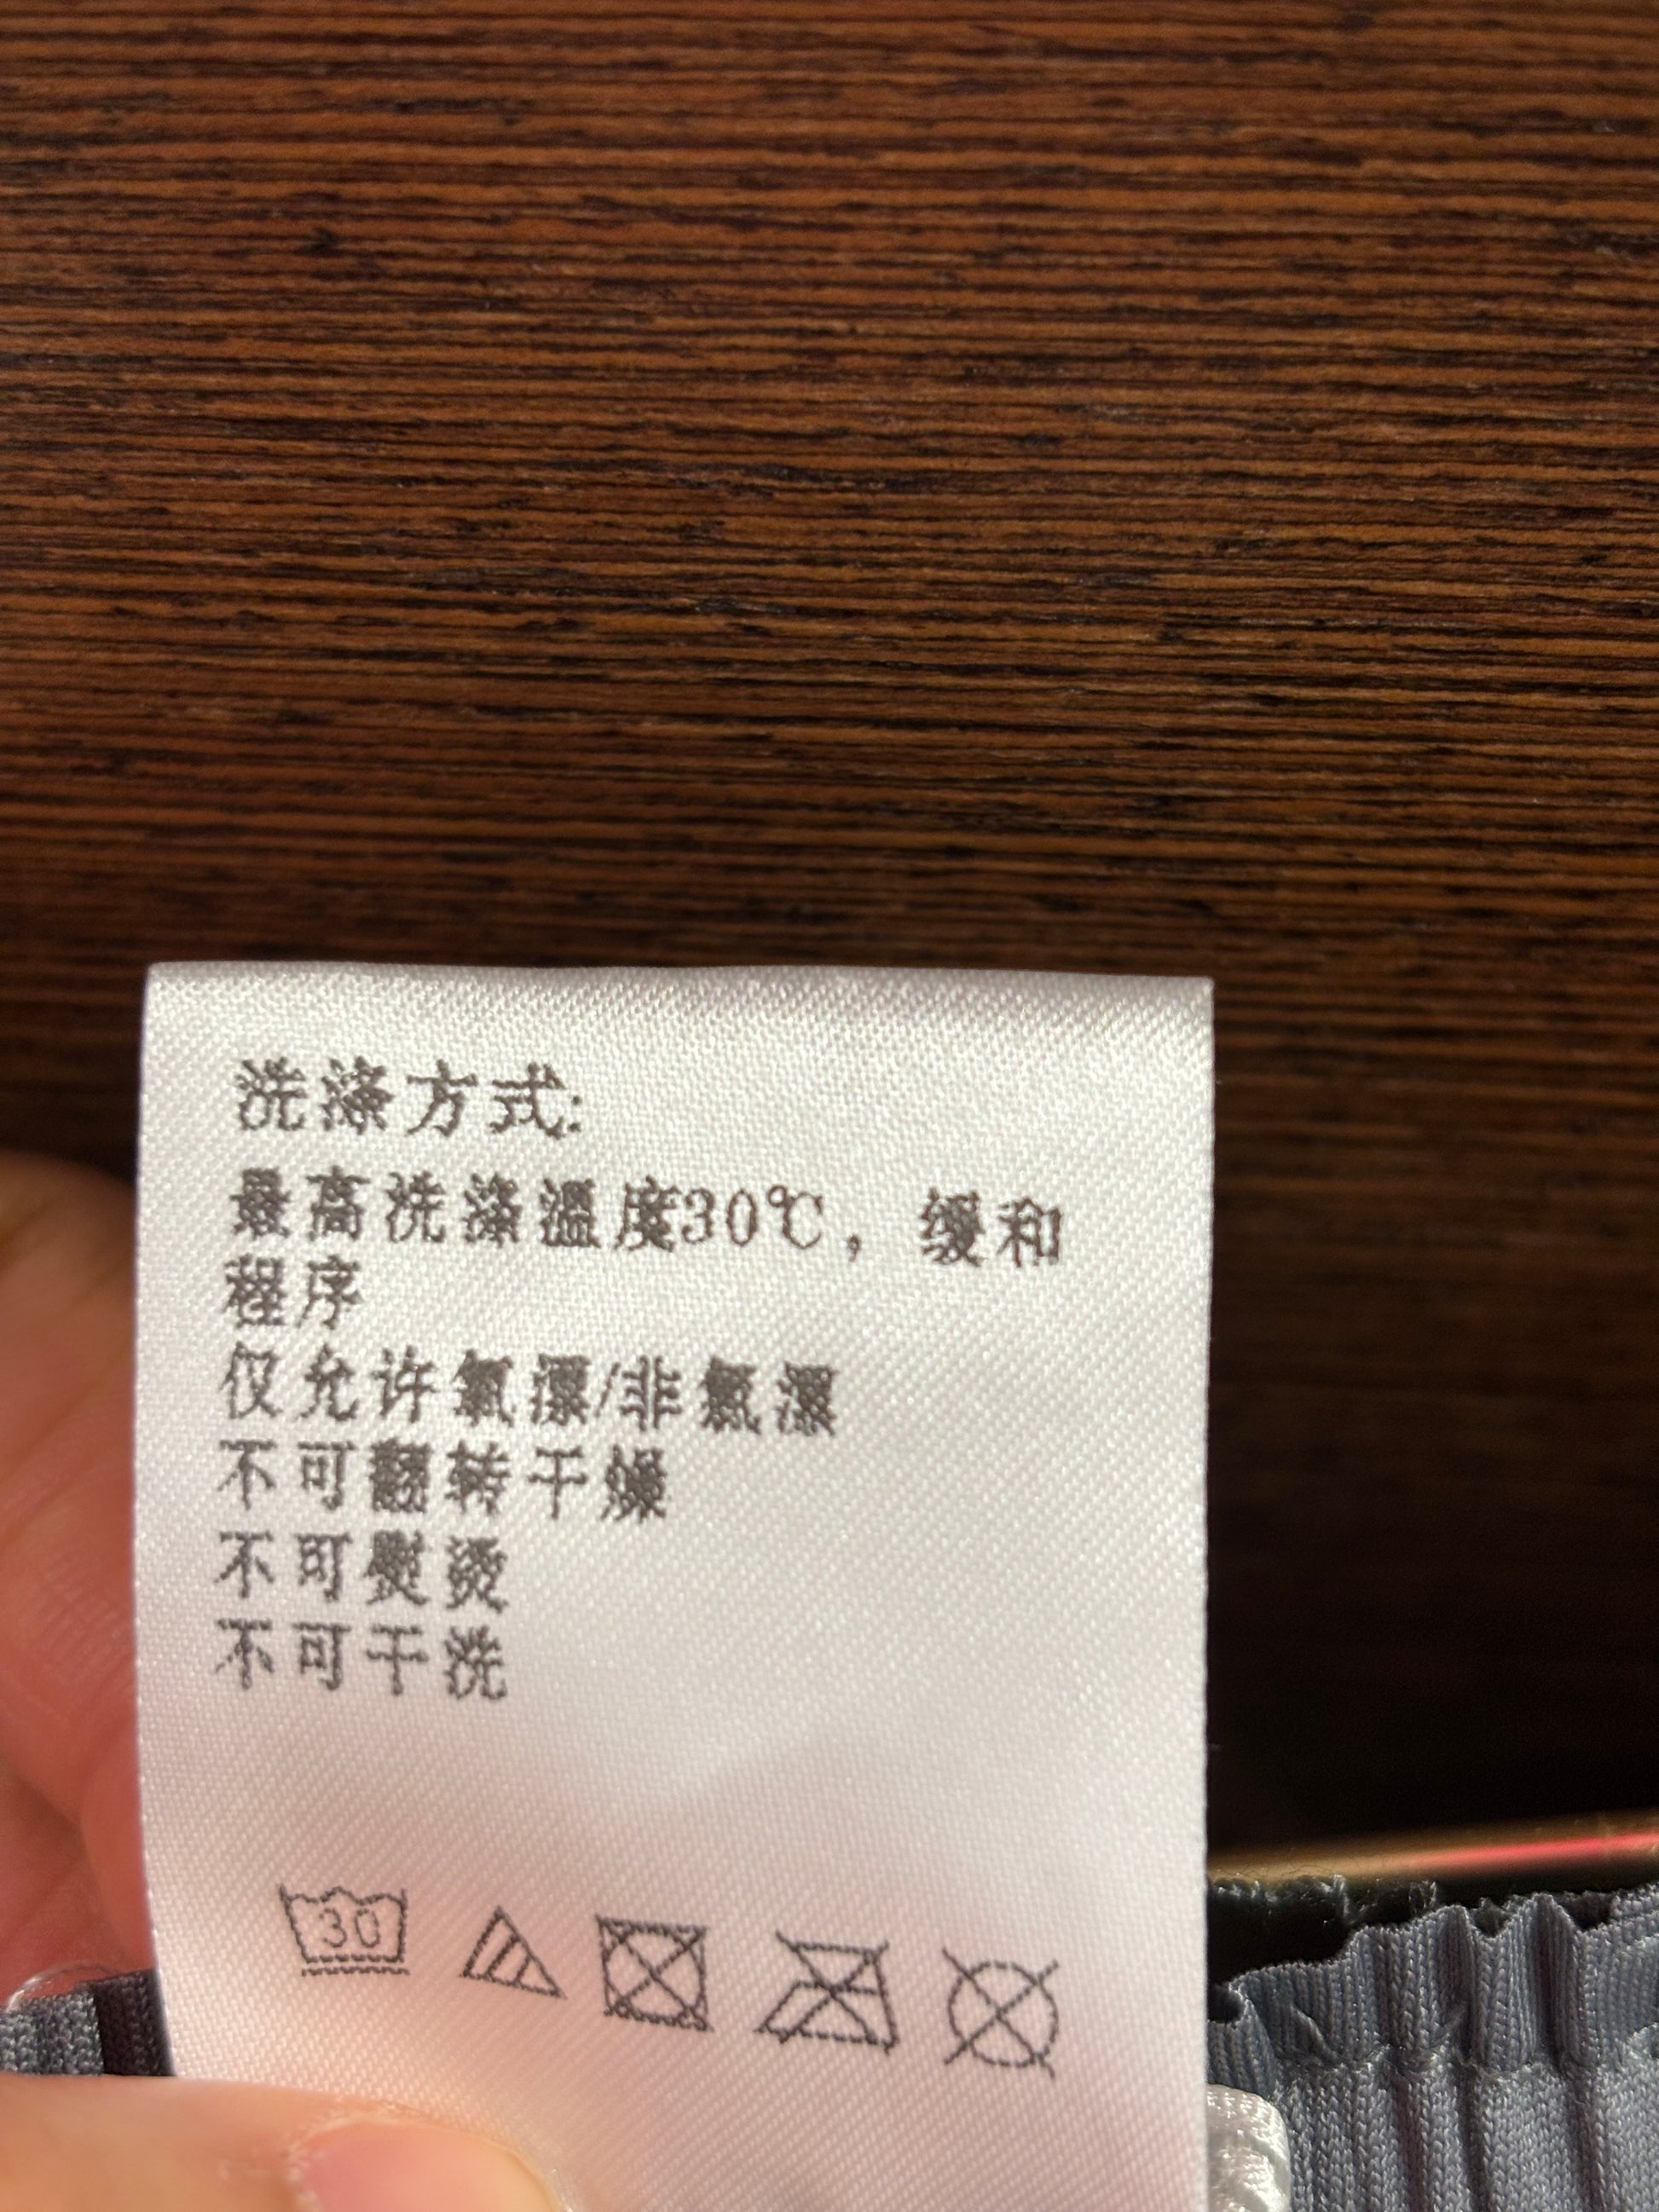 洗涤方式:
最高洗涤温度30℃，缓和
程序
仅允许氧漂/非氯漂
不可翻转干燥
不可熨烫
不可干洗
30